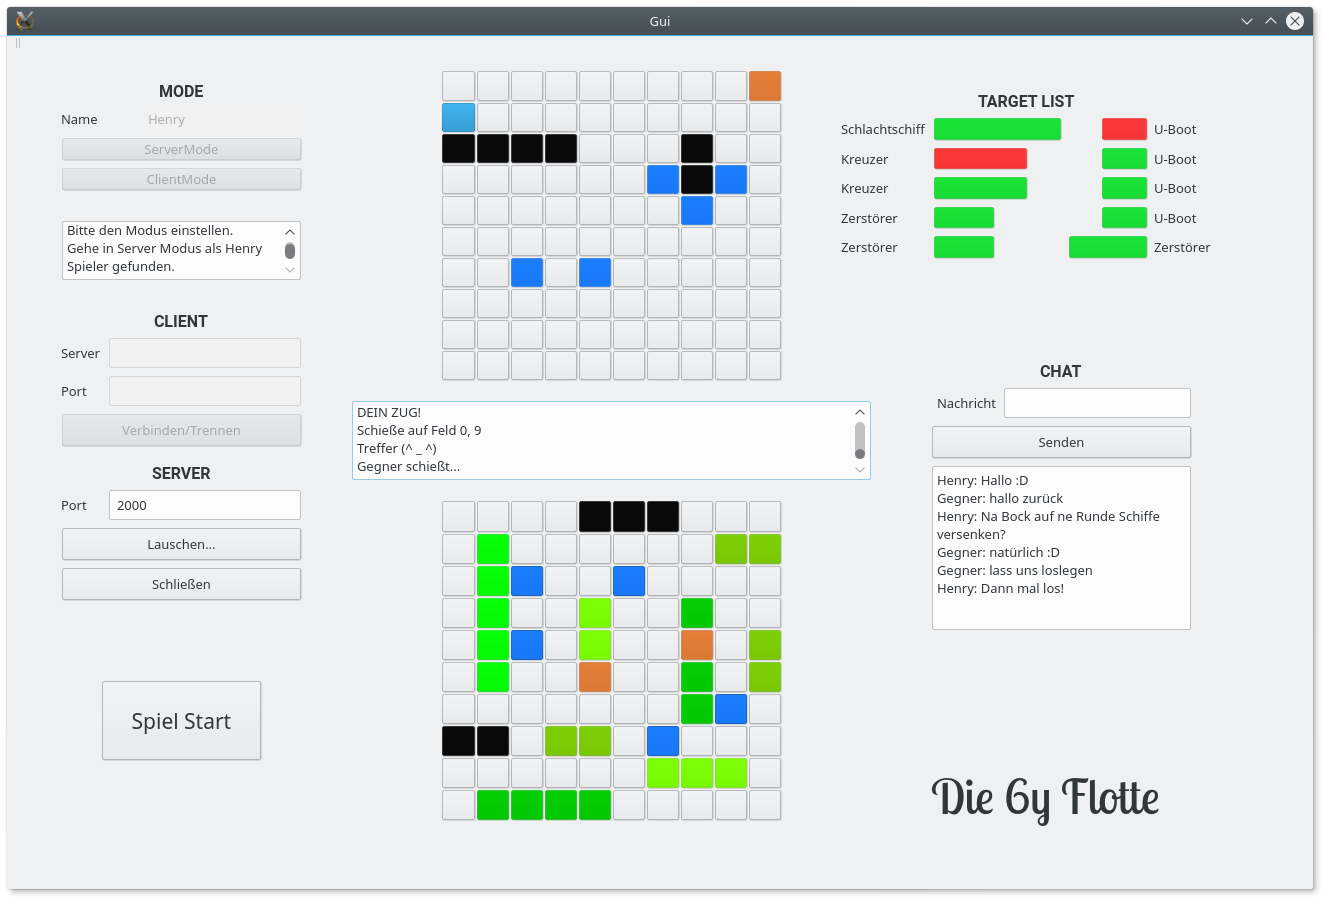 Gui
MODE
Name Henry
ServerMode
ClientMode
Bitte den Modus einstellen.
Gehe in Server Modus als Henry
Spieler gefunden.
CLIENT
Server
Port
Verbinden/Trennen
SERVER
Port 2000
Lauschen...
Schließen
Spiel Start
DEIN ZUG!
Schieße auf Feld 0, 9
Treffer (^ _ ^)
Gegner schießt...
TARGET LIST
Schlachtschiff U-Boot
Kreuzer U-Boot
Kreuzer U-Boot
Zerstörer U-Boot
Zerstörer Zerstörer
CHAT
Nachricht
Senden
Henry: Hallo :D
Gegner: hallo zurück
Henry: Na Bock auf ne Runde Schiffe
versenken?
Gegner: natürlich :D
Gegner: lass uns loslegen
Henry: Dann mal los!
Die 6y Flotte